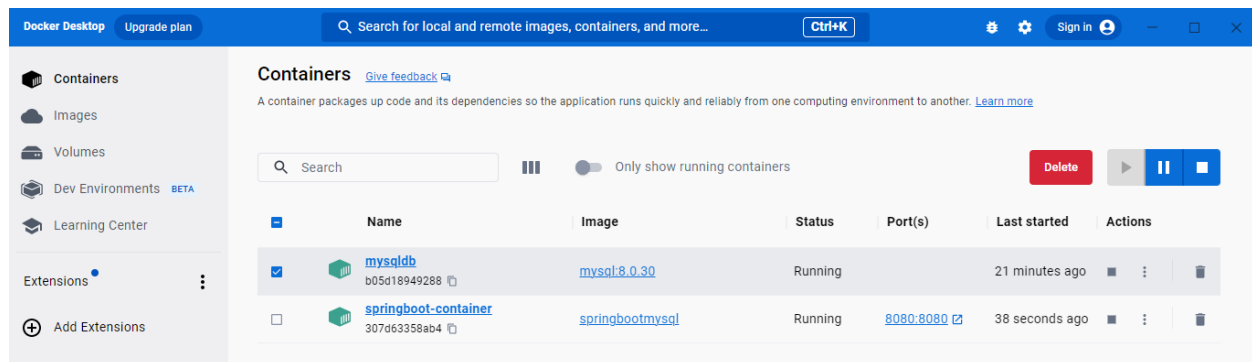 Docker Desktop Upgrade plan Search for local and remote images, containers, and more... Ctrl+K Sign in
Containers
Images
Volumes
Dev Environments BETA
Learning Center
Extensions
Add Extensions
Containers Give feedback
A container packages up code and its dependencies so the application runs quickly and reliably from one computing environment to another. Learn more
Search Only show running containers Delete
Name Image Status Port(s) Last started Actions
mysqldb mysql:8.0.30 Running 21 minutes ago
b05d18949288
springboot-container springbootmysql Running 8080:8080 38 seconds ago
307d63358ab4